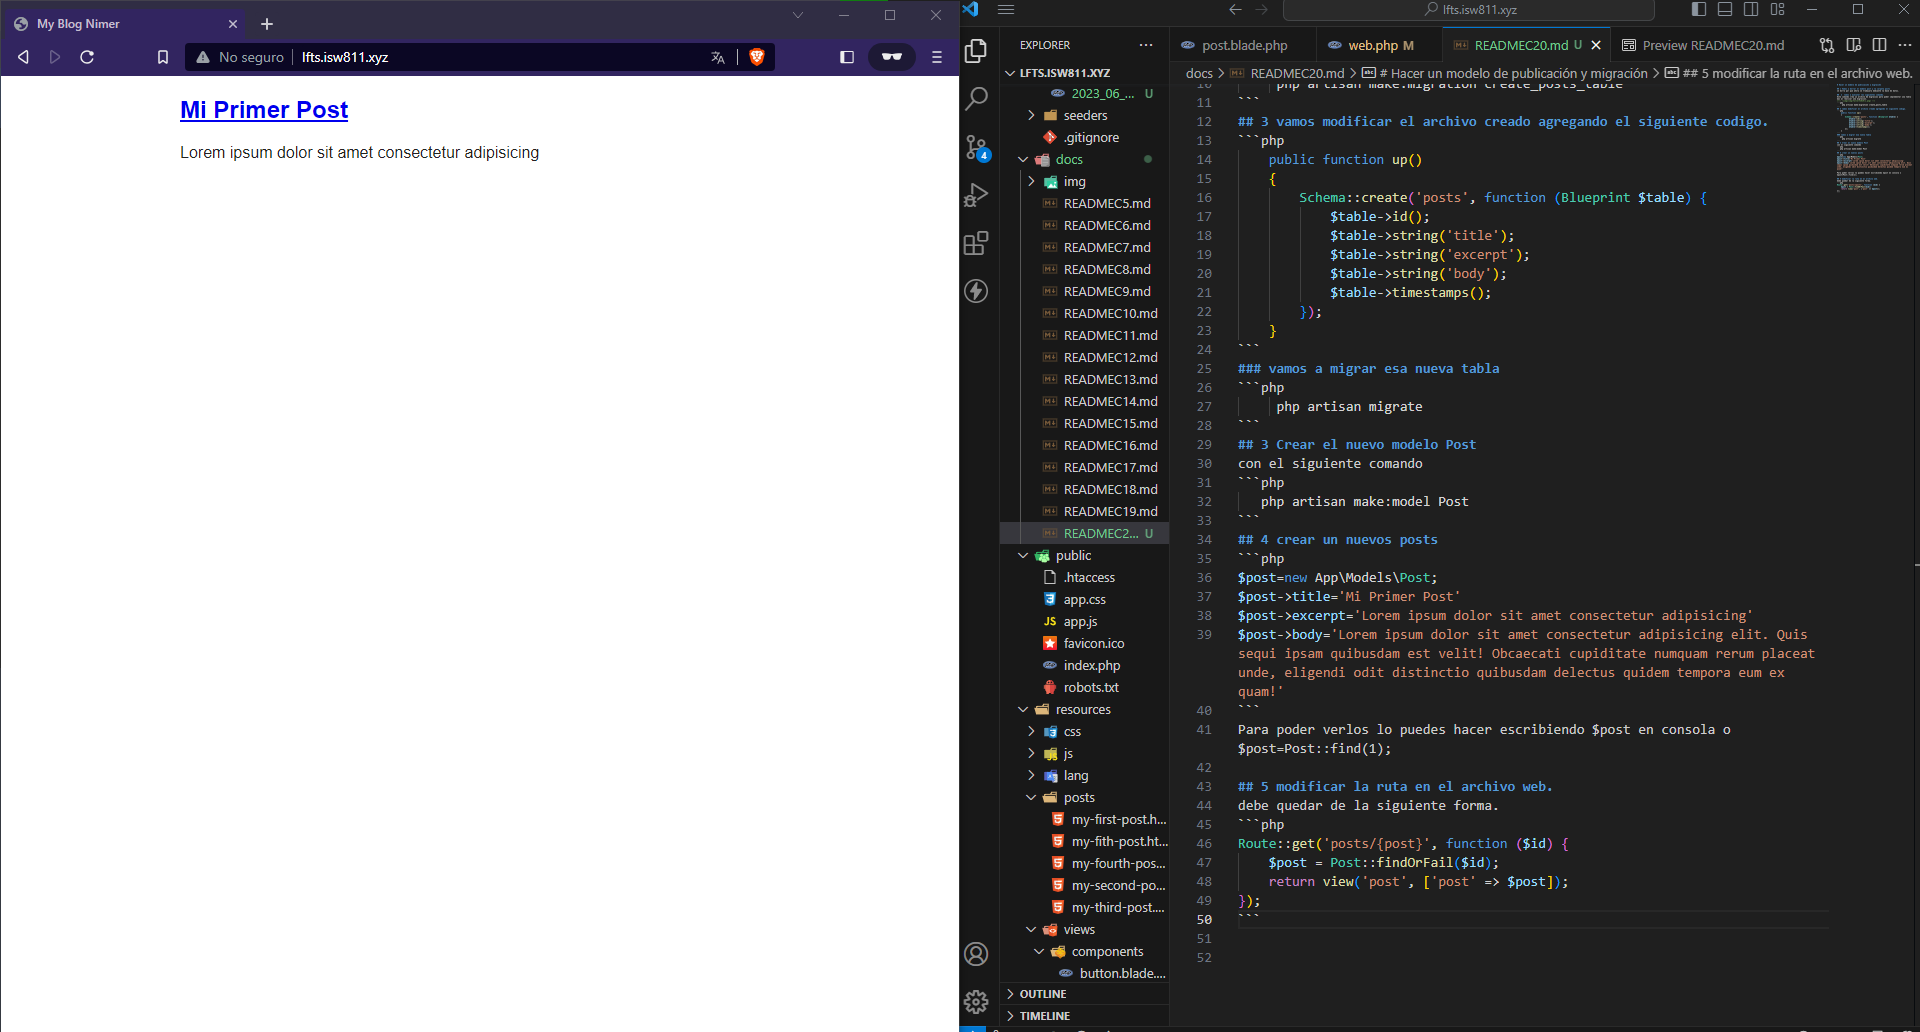 My Blog Nimer
No seguro
lfts.isw811.xyz
Mi Primer Post
Lorem ipsum dolor sit amet consectetur adipisicing
lfts.isw811.xyz
EXPLORER
LFTS.ISW811.XYZ
2023_06_... U
seeders
.gitignore
docs
img
READMEC5.md
READMEC6.md
READMEC7.md
READMEC8.md
READMEC9.md
READMEC10.md
READMEC11.md
READMEC12.md
READMEC13.md
READMEC14.md
READMEC15.md
READMEC16.md
READMEC17.md
READMEC18.md
READMEC19.md
READMEC2... U
public
.htaccess
app.css
JS app.js
favicon.ico
index.php
robots.txt
resources
css
js
lang
posts
my-first-post.h...
my-fith-post.ht...
my-fourth-pos...
my-second-po...
my-third-post....
views
components
button.blade....
OUTLINE
TIMELINE
4
post.blade.php
web.php M
READMEC20.md U
Preview READMEC20.md
docs > READMEC20.md > # Hacer un modelo de publicación y migración > ## 5 modificar la ruta en el archivo web.
10 php artisan make:migration create_posts_table
11 ```
12 ## 3 vamos modificar el archivo creado agregando el siguiente codigo.
13 ```php
14 public function up()
15 {
16 Schema::create('posts', function (Blueprint $table) {
17 $table->id();
18 $table->string('title');
19 $table->string('excerpt');
20 $table->string('body');
21 $table->timestamps();
22 });
23 }
24 ```
25 ### vamos a migrar esa nueva tabla
26 ```php
27 php artisan migrate
28 ```
29 ## 3 Crear el nuevo modelo Post
30 con el siguiente comando
31 ```php
32 php artisan make:model Post
33 ```
34 ## 4 crear un nuevos posts
35 ```php
36 $post=new App\Models\Post;
37 $post->title='Mi Primer Post'
38 $post->excerpt='Lorem ipsum dolor sit amet consectetur adipisicing'
39 $post->body='Lorem ipsum dolor sit amet consectetur adipisicing elit. Quis
sequi ipsam quibusdam est velit! Obcaecati cupiditate numquam rerum placeat
unde, eligendi odit distinctio quibusdam delectus quidem tempora eum ex
quam!'
40 ```
41 Para poder verlos lo puedes hacer escribiendo $post en consola o
$post=Post::find(1);
42
43 ## 5 modificar la ruta en el archivo web.
44 debe quedar de la siguiente forma.
45 ```php
46 Route::get('posts/{post}', function ($id) {
47 $post = Post::findOrFail($id);
48 return view('post', ['post' => $post]);
49 });
50 ```
51
52